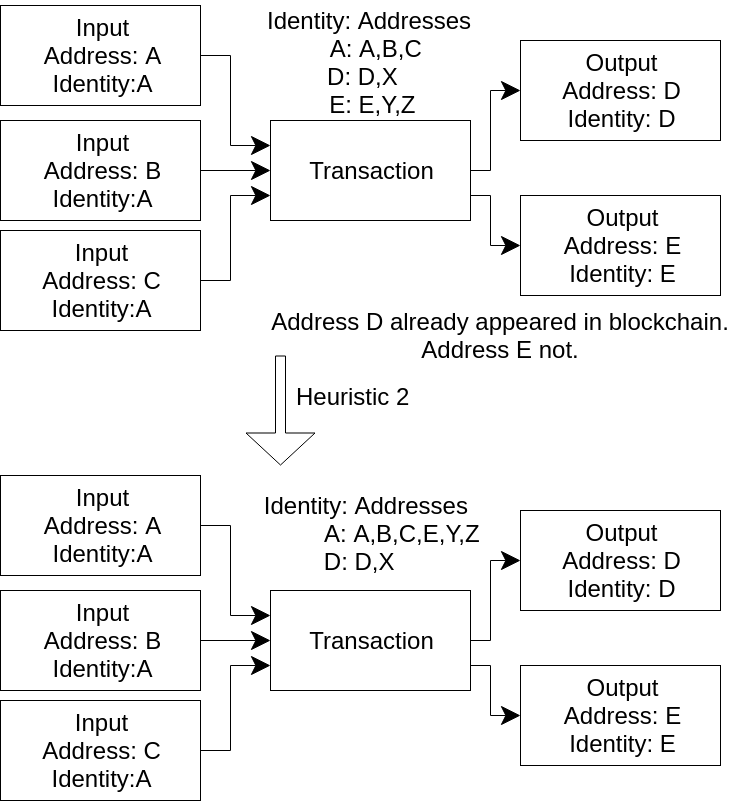 Input
Address: A
Identity:A
Input
Address: B
Identity:A
Input
Address: C
Identity:A
Identity: Addresses
A: A,B,C
D: D,X
E: E,Y,Z
Transaction
Output
Address: D
Identity: D
Output
Address: E
Identity: E
Address D already appeared in blockchain.
Address E not.
Heuristic 2
Input
Address: A
Identity:A
Input
Address: B
Identity:A
Input
Address: C
Identity:A
Identity: Addresses
A: A,B,C,E,Y,Z
D: D,X
Transaction
Output
Address: D
Identity: D
Output
Address: E
Identity: E